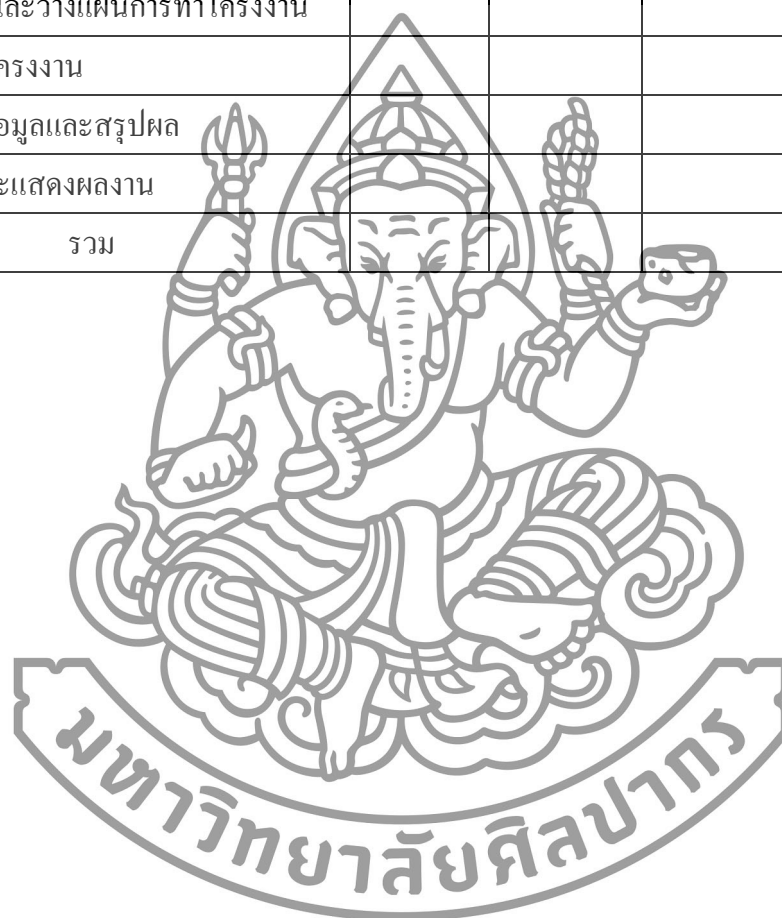 และวางแผนการทำโครงงาน
ครงงาน
อมูลและสรุปผล
ะแสดงผลงาน
รวม
มหาวิทยาลัยศิลปากร